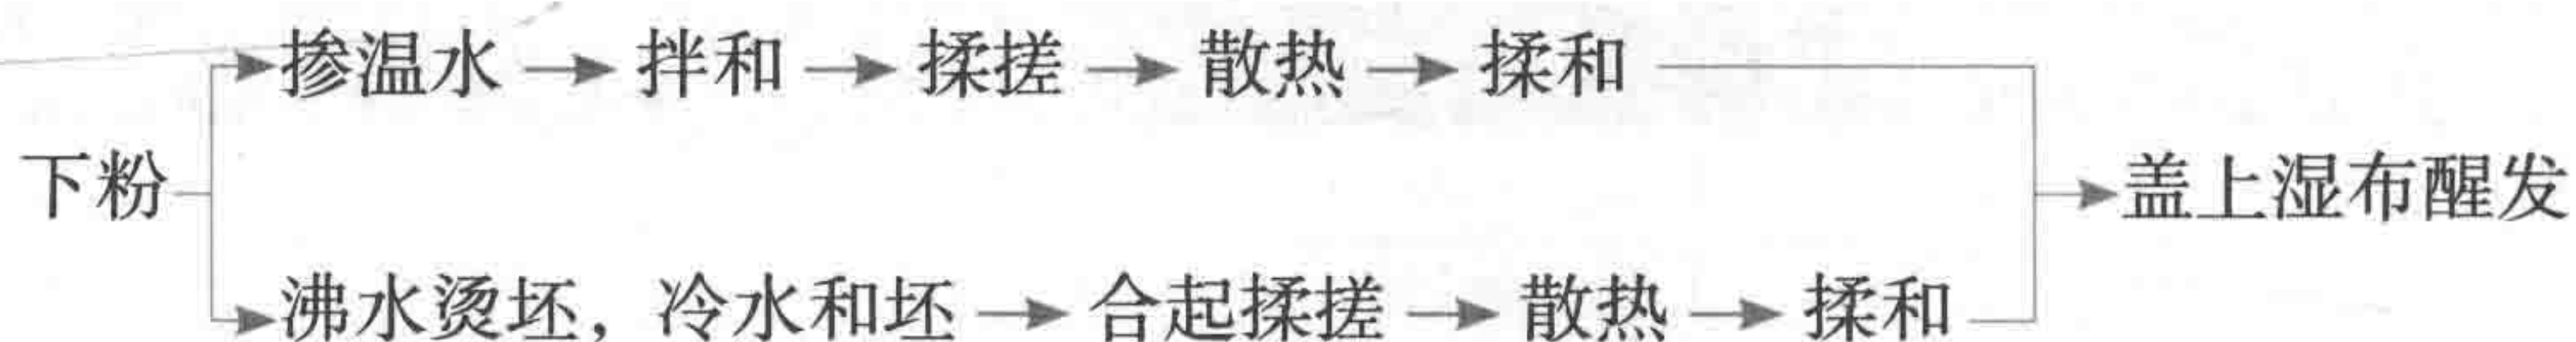 掺温水→拌和→揉搓→散热→揉和
下粉
盖上湿布醒发
沸水烫坯，冷水和坯→合起揉搓→散热→揉和